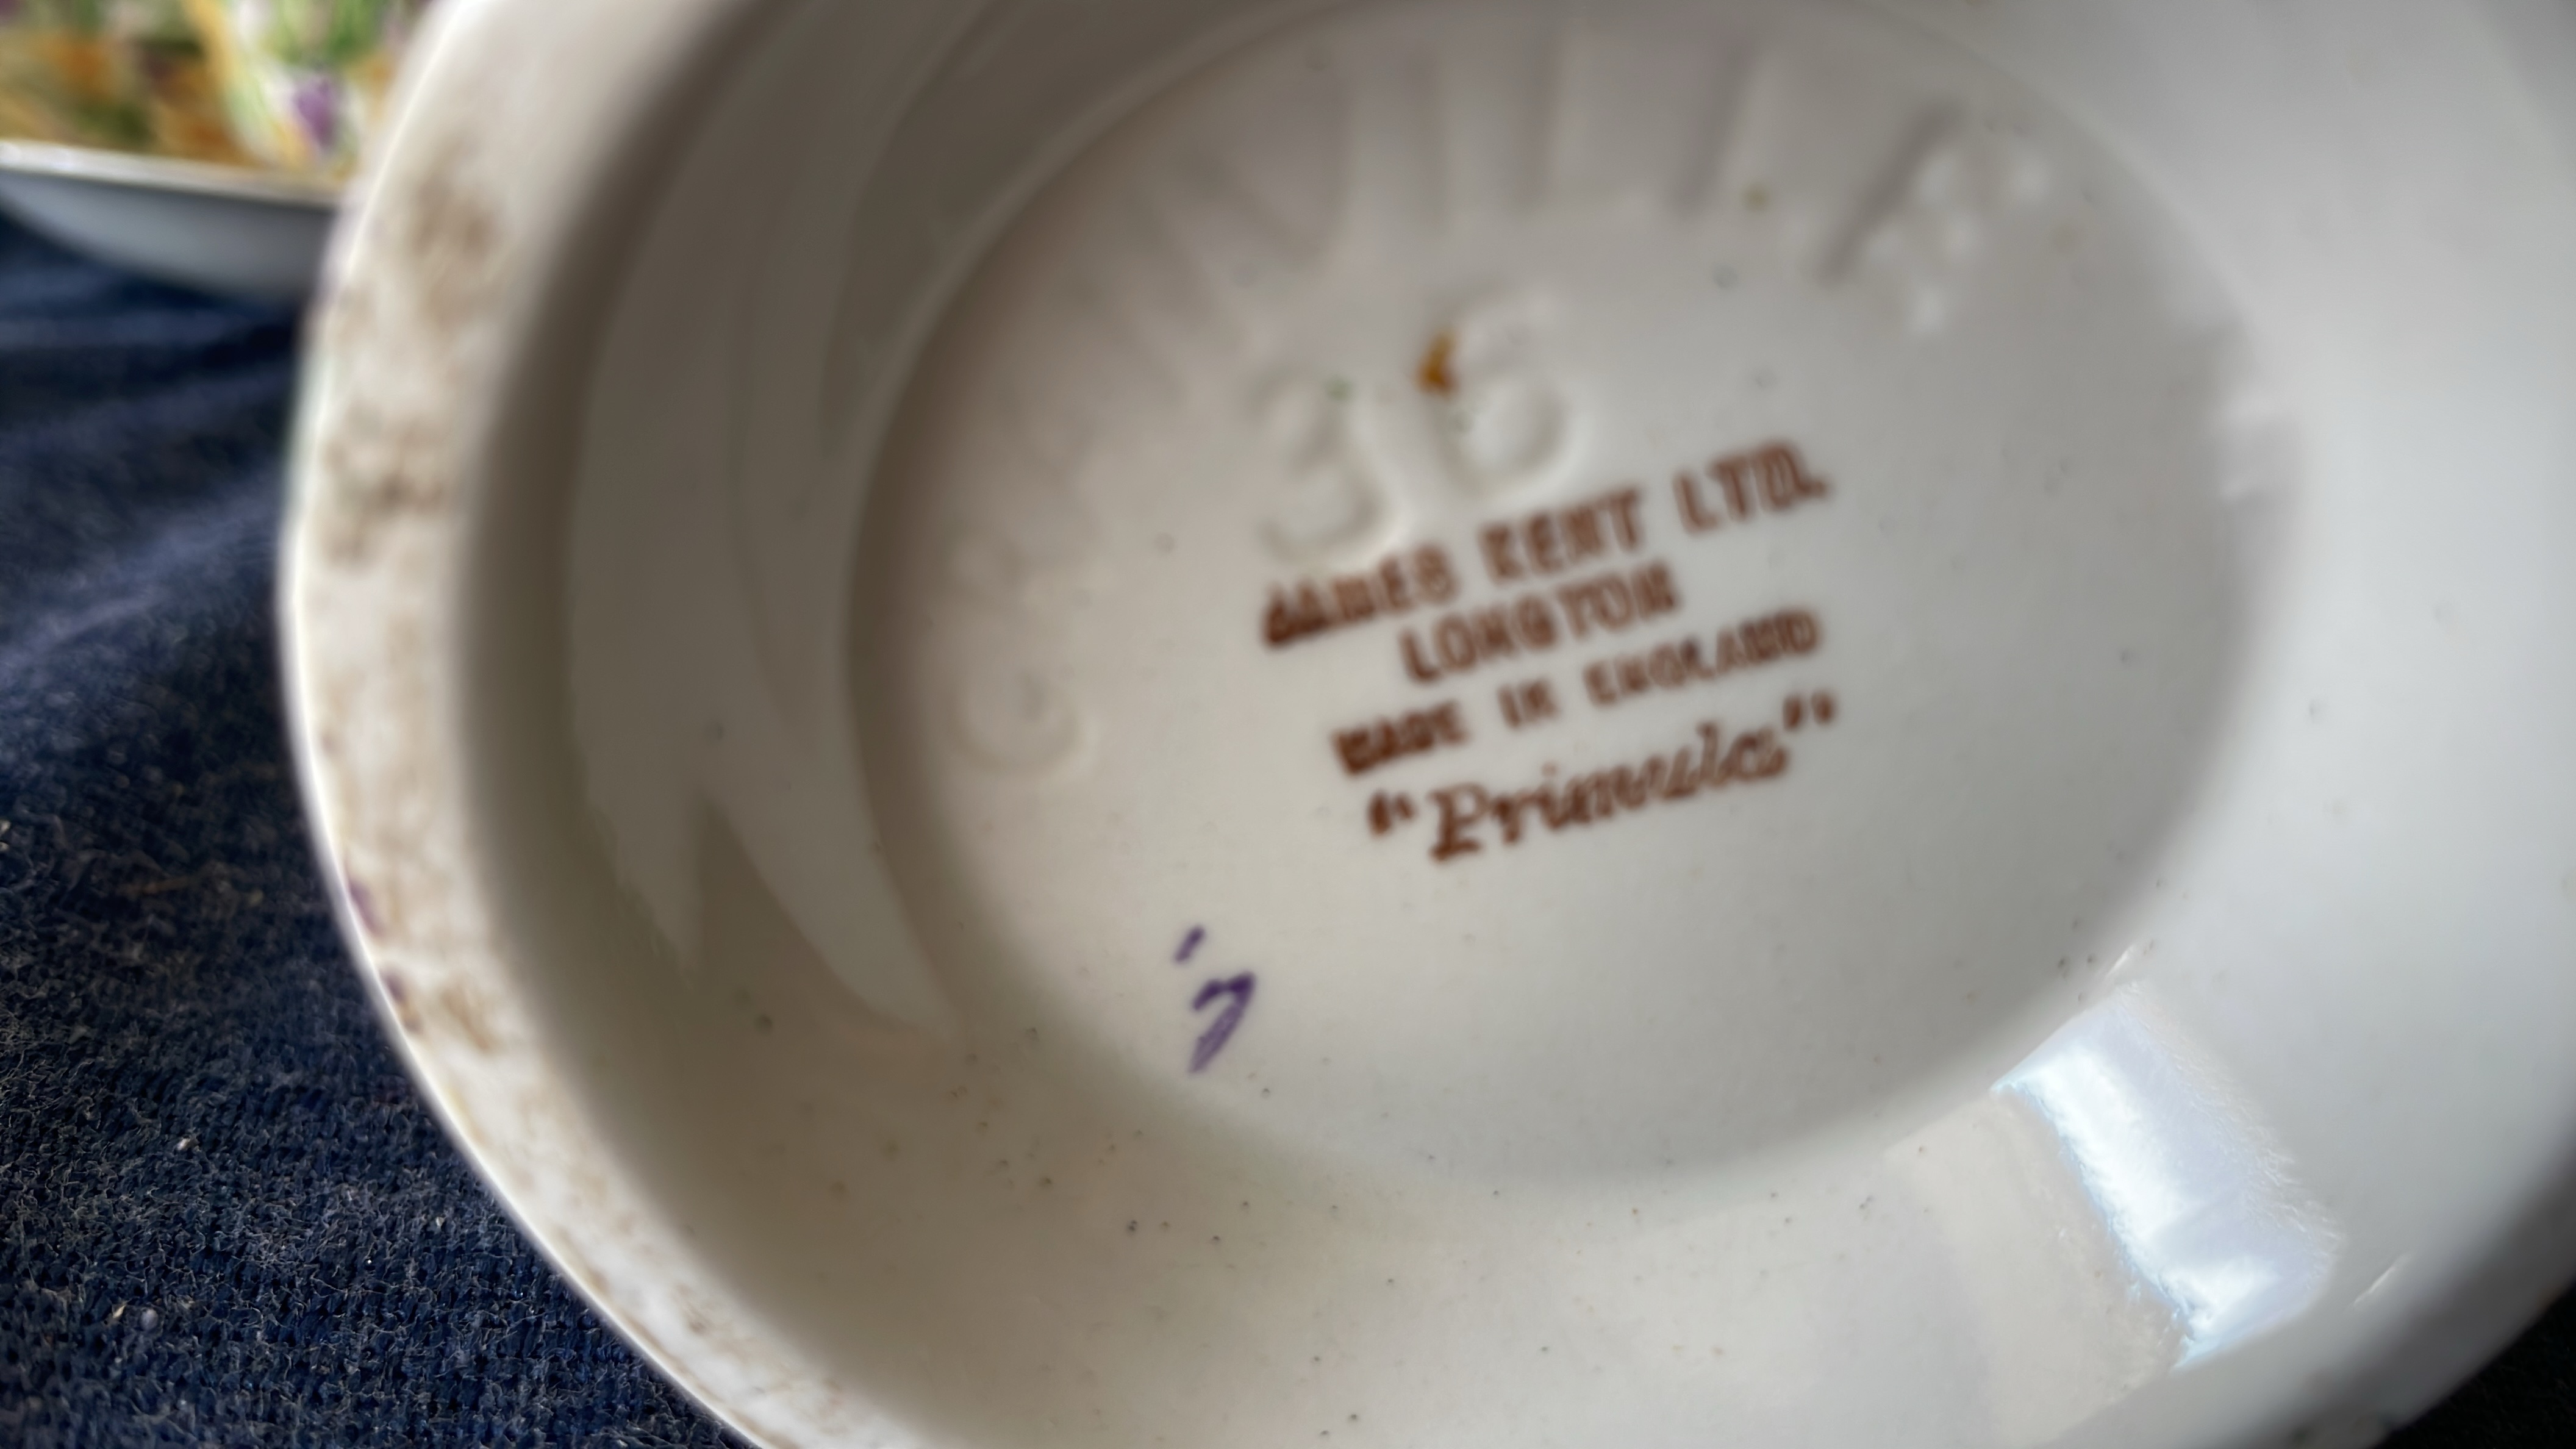 36
JAMES KENT LTD.
LONGTON
MADE IN ENGLAND
"Primula"